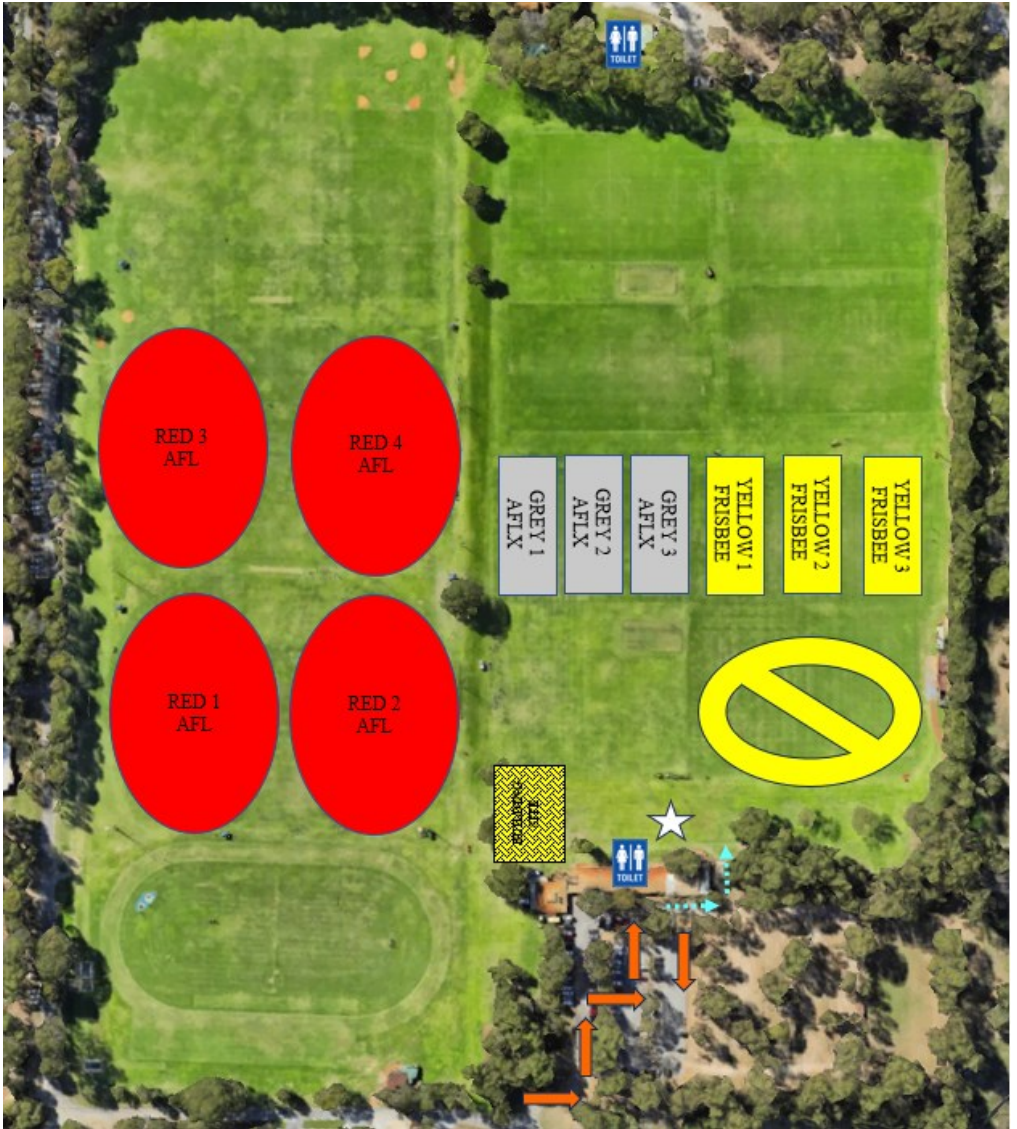 TOILET
RED 3
AFL
RED 4
AFL
GREY 1
AFLX
GREY 2
AFLX
GREY 3
AFLX
YELLOW 1
FRISBEE
YELLOW 2
FRISBEE
YELLOW 3
FRISBEE
RED 1
AFL
RED 2
AFL
TOILET